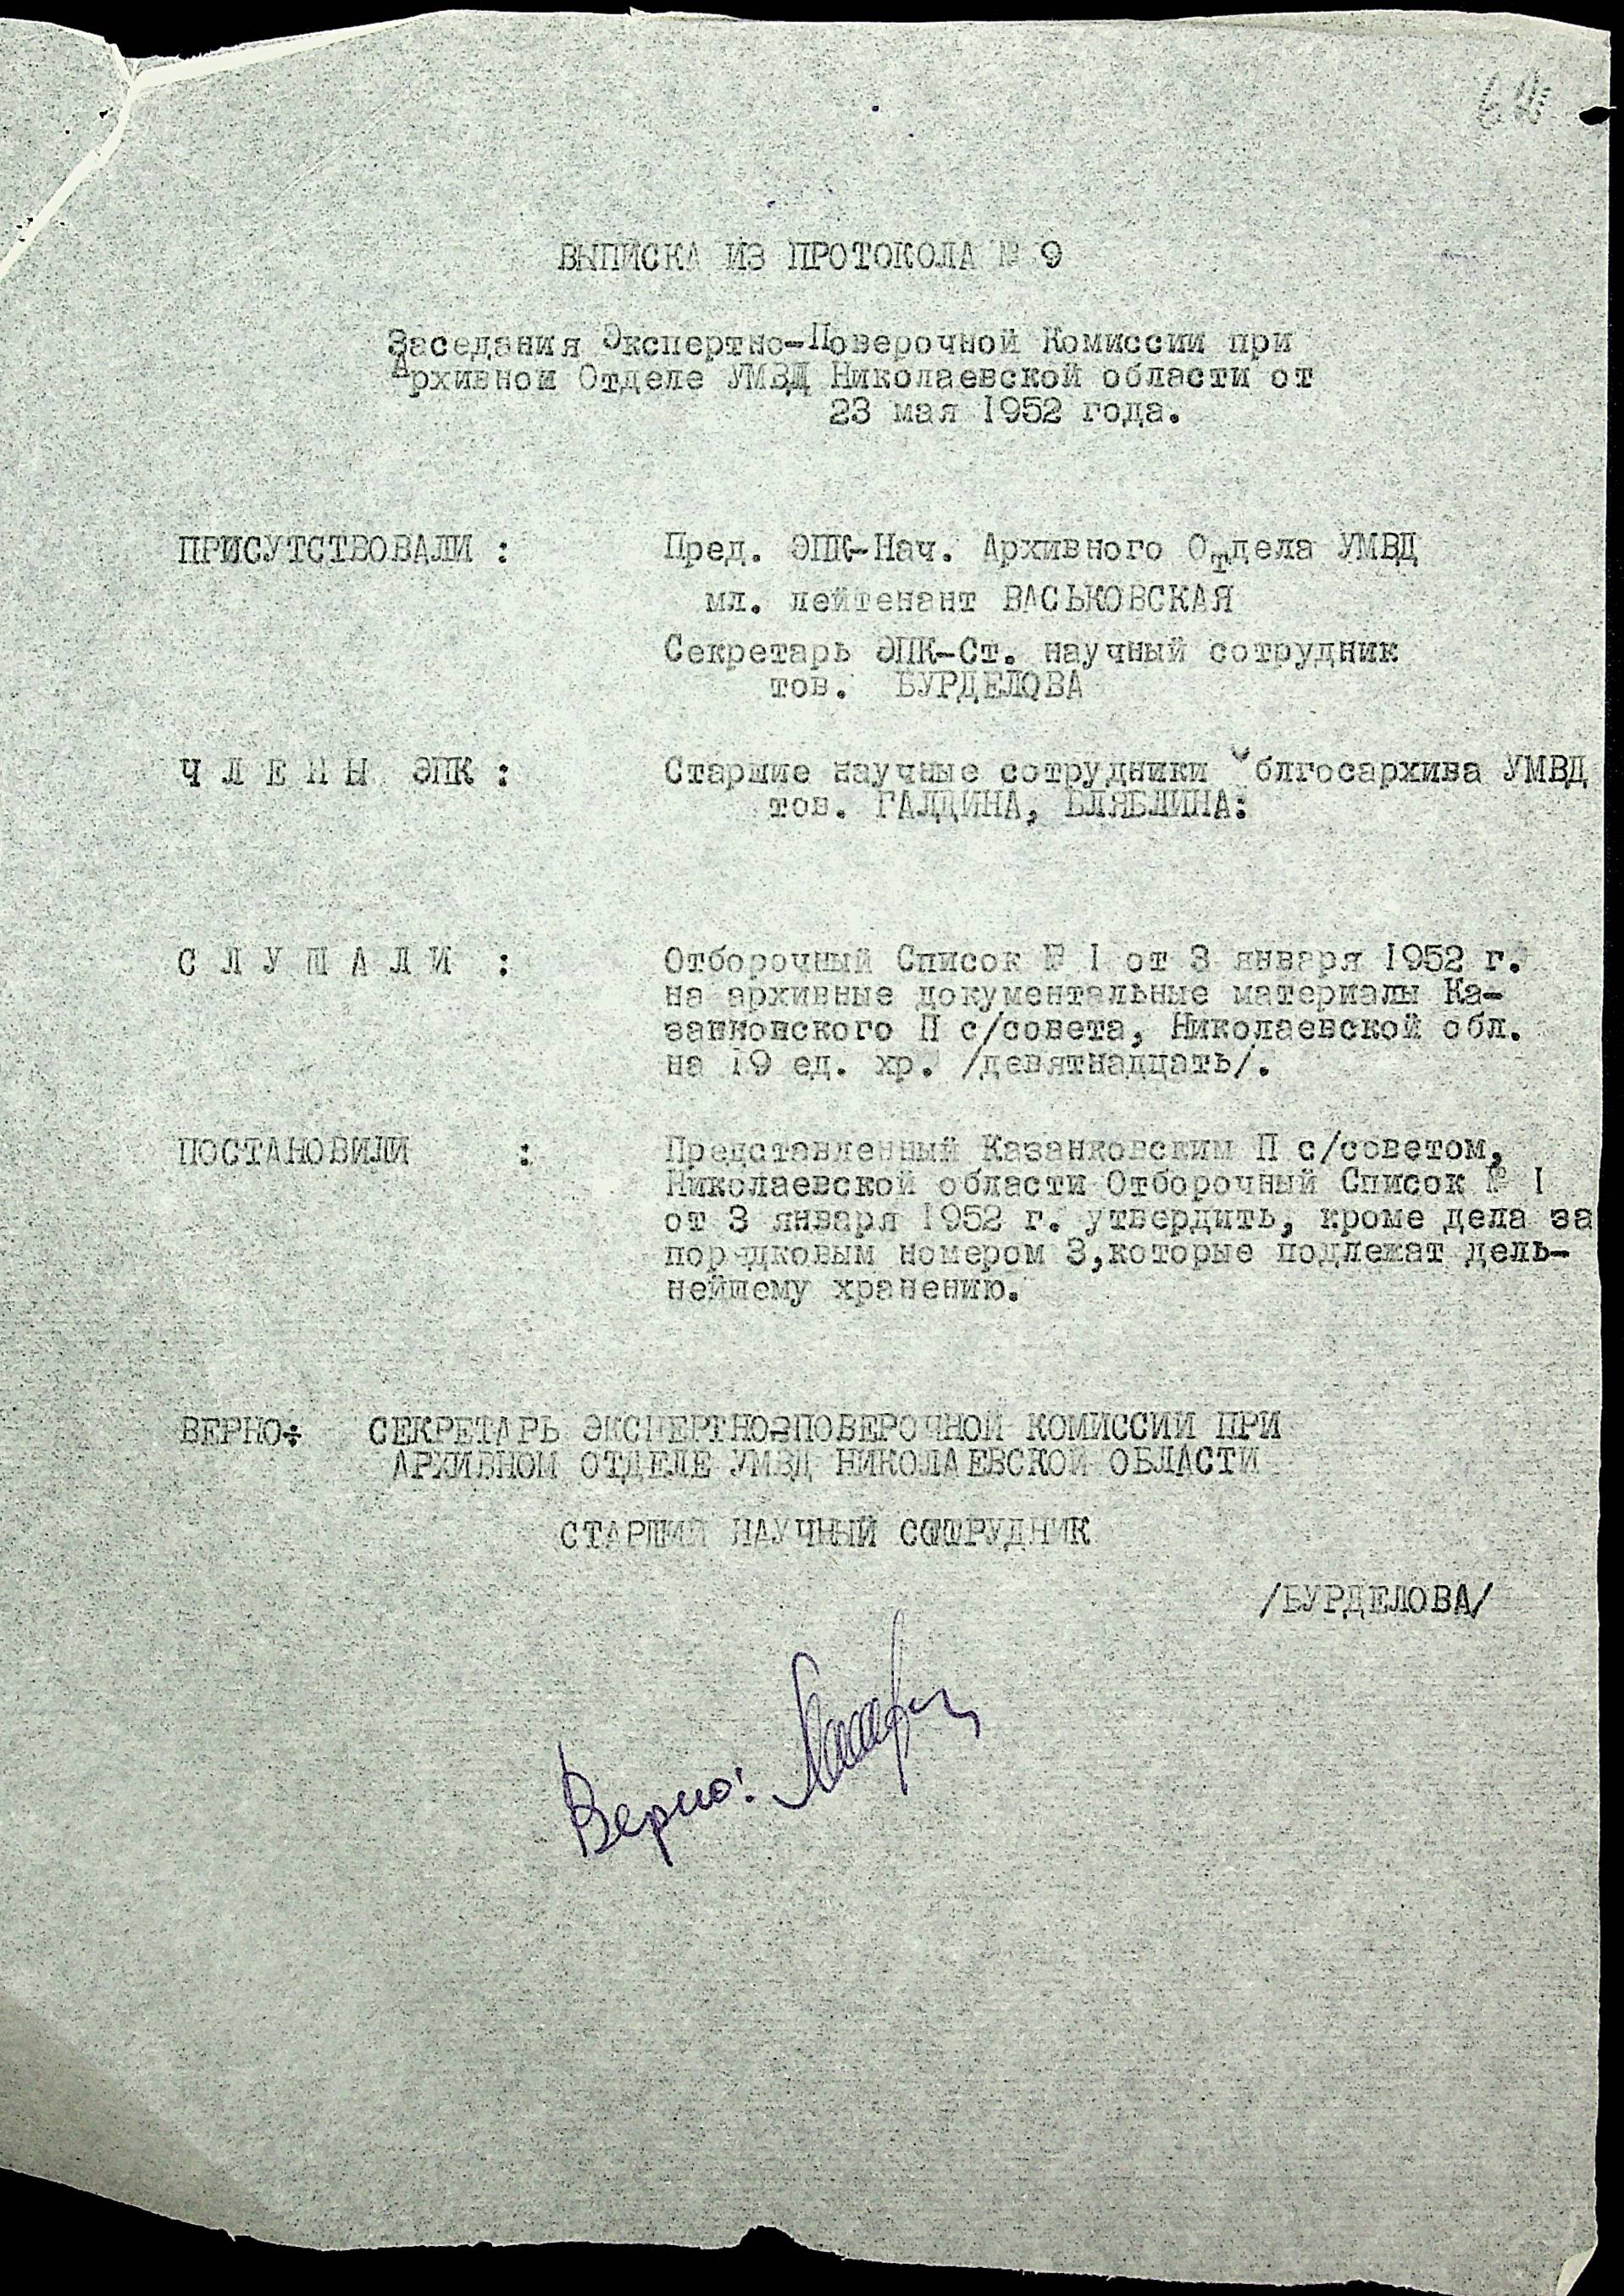 ВЫПИСКА ИЗ ПРОТОКОЛА № 9
Заседания Экспертно-Поверочной Комиссии при
Архивном Отделе УМВД Николаевской области от
23 мая 1952 года.
ПРИСУТСТВОВАЛИ : Пред. ЭПК-Нач. Архивного Отдела УМВД
мл. лейтенант ВАСЬКОВСКАЯ
Секретарь ЭПК-Ст. научный сотрудник
тов. БУРДЕЛОВА
Ч Л Е Н Ы ЭПК : Старшие научные сотрудники Облгосархива УМВД
тов. ГАЛДИНА, БЛЯБЛИНА:
С Л У Ш А Л И : Отборочный Список № I от 3 января 1952 г.
на архивные документальные материалы Ка-
занковского II с/совета, Николаевской обл.
на 19 ед. хр. /девятнадцать/.
ПОСТАНОВИЛИ : Представленный Казанковским II с/советом,
Николаевской области Отборочный Список № I
от 3 января 1952 г. утвердить, кроме дела за
порядковым номером 3,которые подлежат дель-
нейшему хранению.
ВЕРНО: СЕКРЕТАРЬ ЭКСПЕРТНО-ПОВЕРОЧНОЙ КОМИССИИ ПРИ
АРХИВНОМ ОТДЕЛЕ УМВД НИКОЛАЕВСКОЙ ОБЛАСТИ
СТАРШИЙ НАУЧНЫЙ СОТРУДНИК
/БУРДЕЛОВА/
Верно: